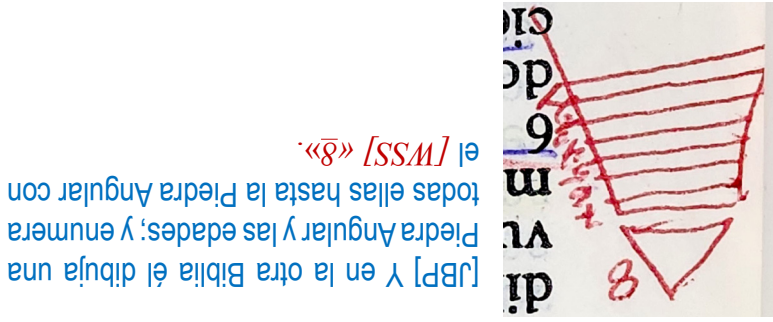 [JBP] Y en la otra Biblia él dibuja una
Piedra Angular y las edades; y enumera
todas ellas hasta la Piedra Angular con
el [WSS] «8̅».
8